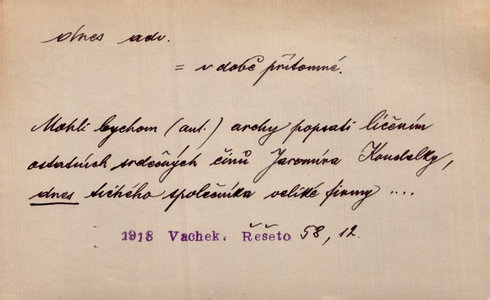 dnes adv.
= v době přítomné.
Mohli bychom (aut.) archy popsati líčením
ostatních srdečných činů Jaromíra Koudelky,
dnes tichého společníka veliké firmy ....
1918 Vachek, Řešeto 58, 12.